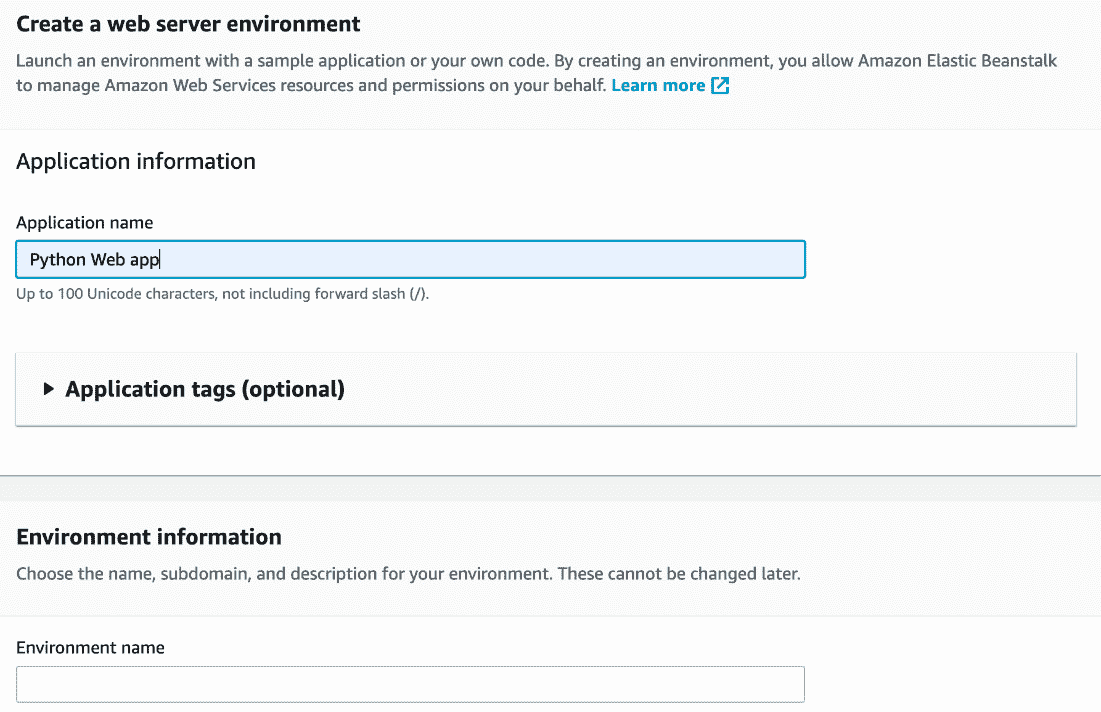 Create a web server environment
Launch an environment with a sample application or your own code. By creating an environment, you allow Amazon Elastic Beanstalk
to manage Amazon Web Services resources and permissions on your behalf. Learn more
Application information
Application name
Python Web app
Up to 100 Unicode characters, not including forward slash (/).
Application tags (optional)
Environment information
Choose the name, subdomain, and description for your environment. These cannot be changed later.
Environment name